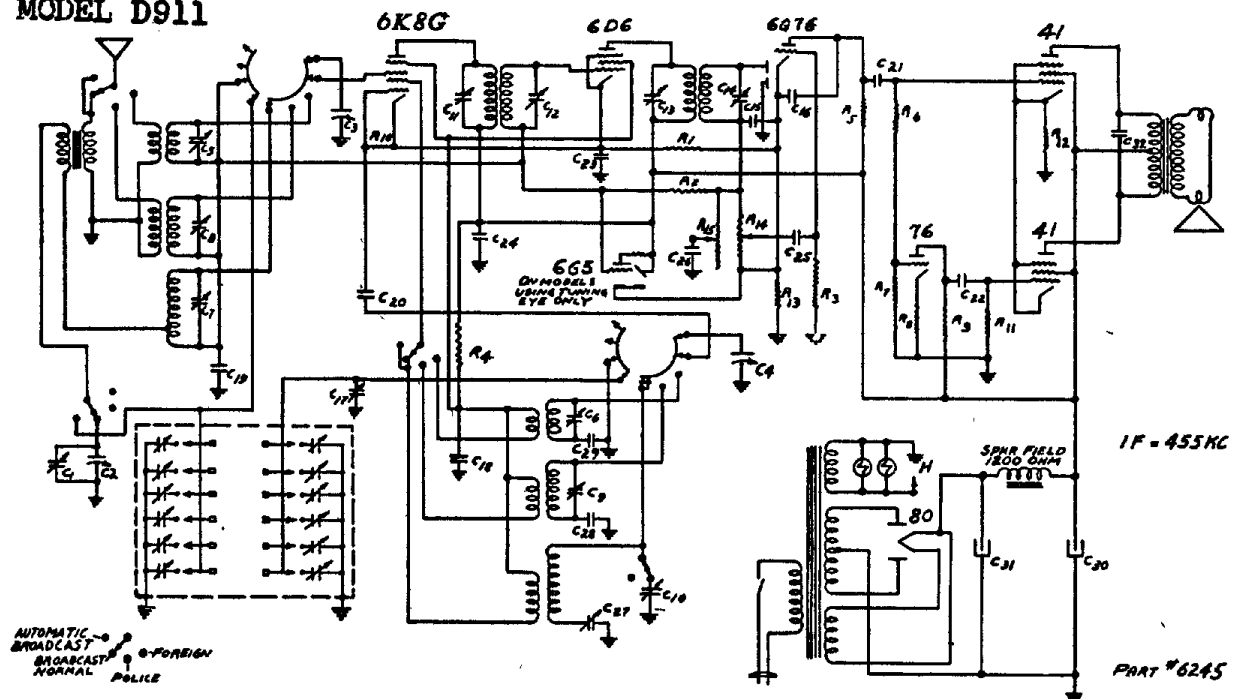 MODEL D911
6K8G
6D6
6Q76
41
C21
C11
C12
C13
C14
C15
C16
R5
R6
C3
C5
R10
C23
R1
R12
C32
R2
C8
C24
R15
R14
C26
C25
76
41
6G5
ON MODELS
USING TUNING
EYE ONLY
C7
C20
R13
R3
R7
R8
R9
C22
R11
R4
C4
C19
C17
C6
C29
C18
C1
C2
IF = 455KC
SPKR FIELD
1200 OHM
H
C9
C28
80
C31
C30
C10
C27
AUTOMATIC
BROADCAST
BROADCAST
NORMAL
FOREIGN
POLICE
PART #6245